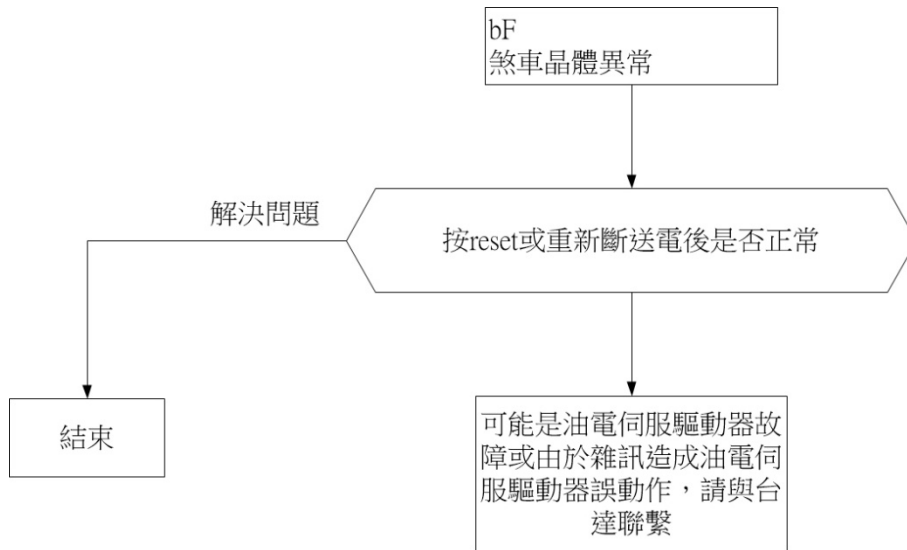 bF
煞車晶體異常
解決問題
按reset或重新斷送電後是否正常
結束
可能是油電伺服驅動器故
障或由於雜訊造成油電伺
服驅動器誤動作，請與台
達聯繫